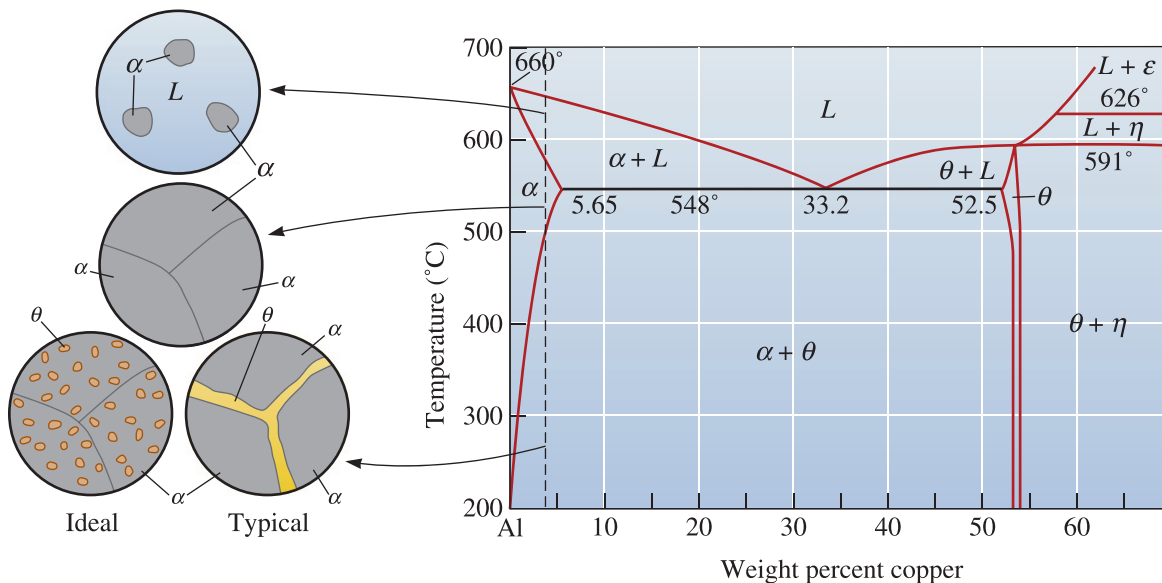 α
L
α
α
α
α
θ
θ
α
α
α
Ideal
Typical
700
600
500
400
300
200
Temperature (°C)
660°
L
L + ε
626°
L + η
591°
α + L
θ + L
α
θ
5.65
548°
33.2
52.5
α + θ
θ + η
Al
10
20
30
40
50
60
Weight percent copper